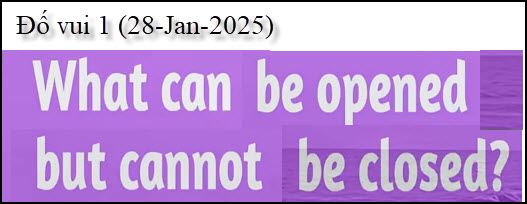 Đố vui 1 (28-Jan-2025)
What can be opened
but cannot be closed?